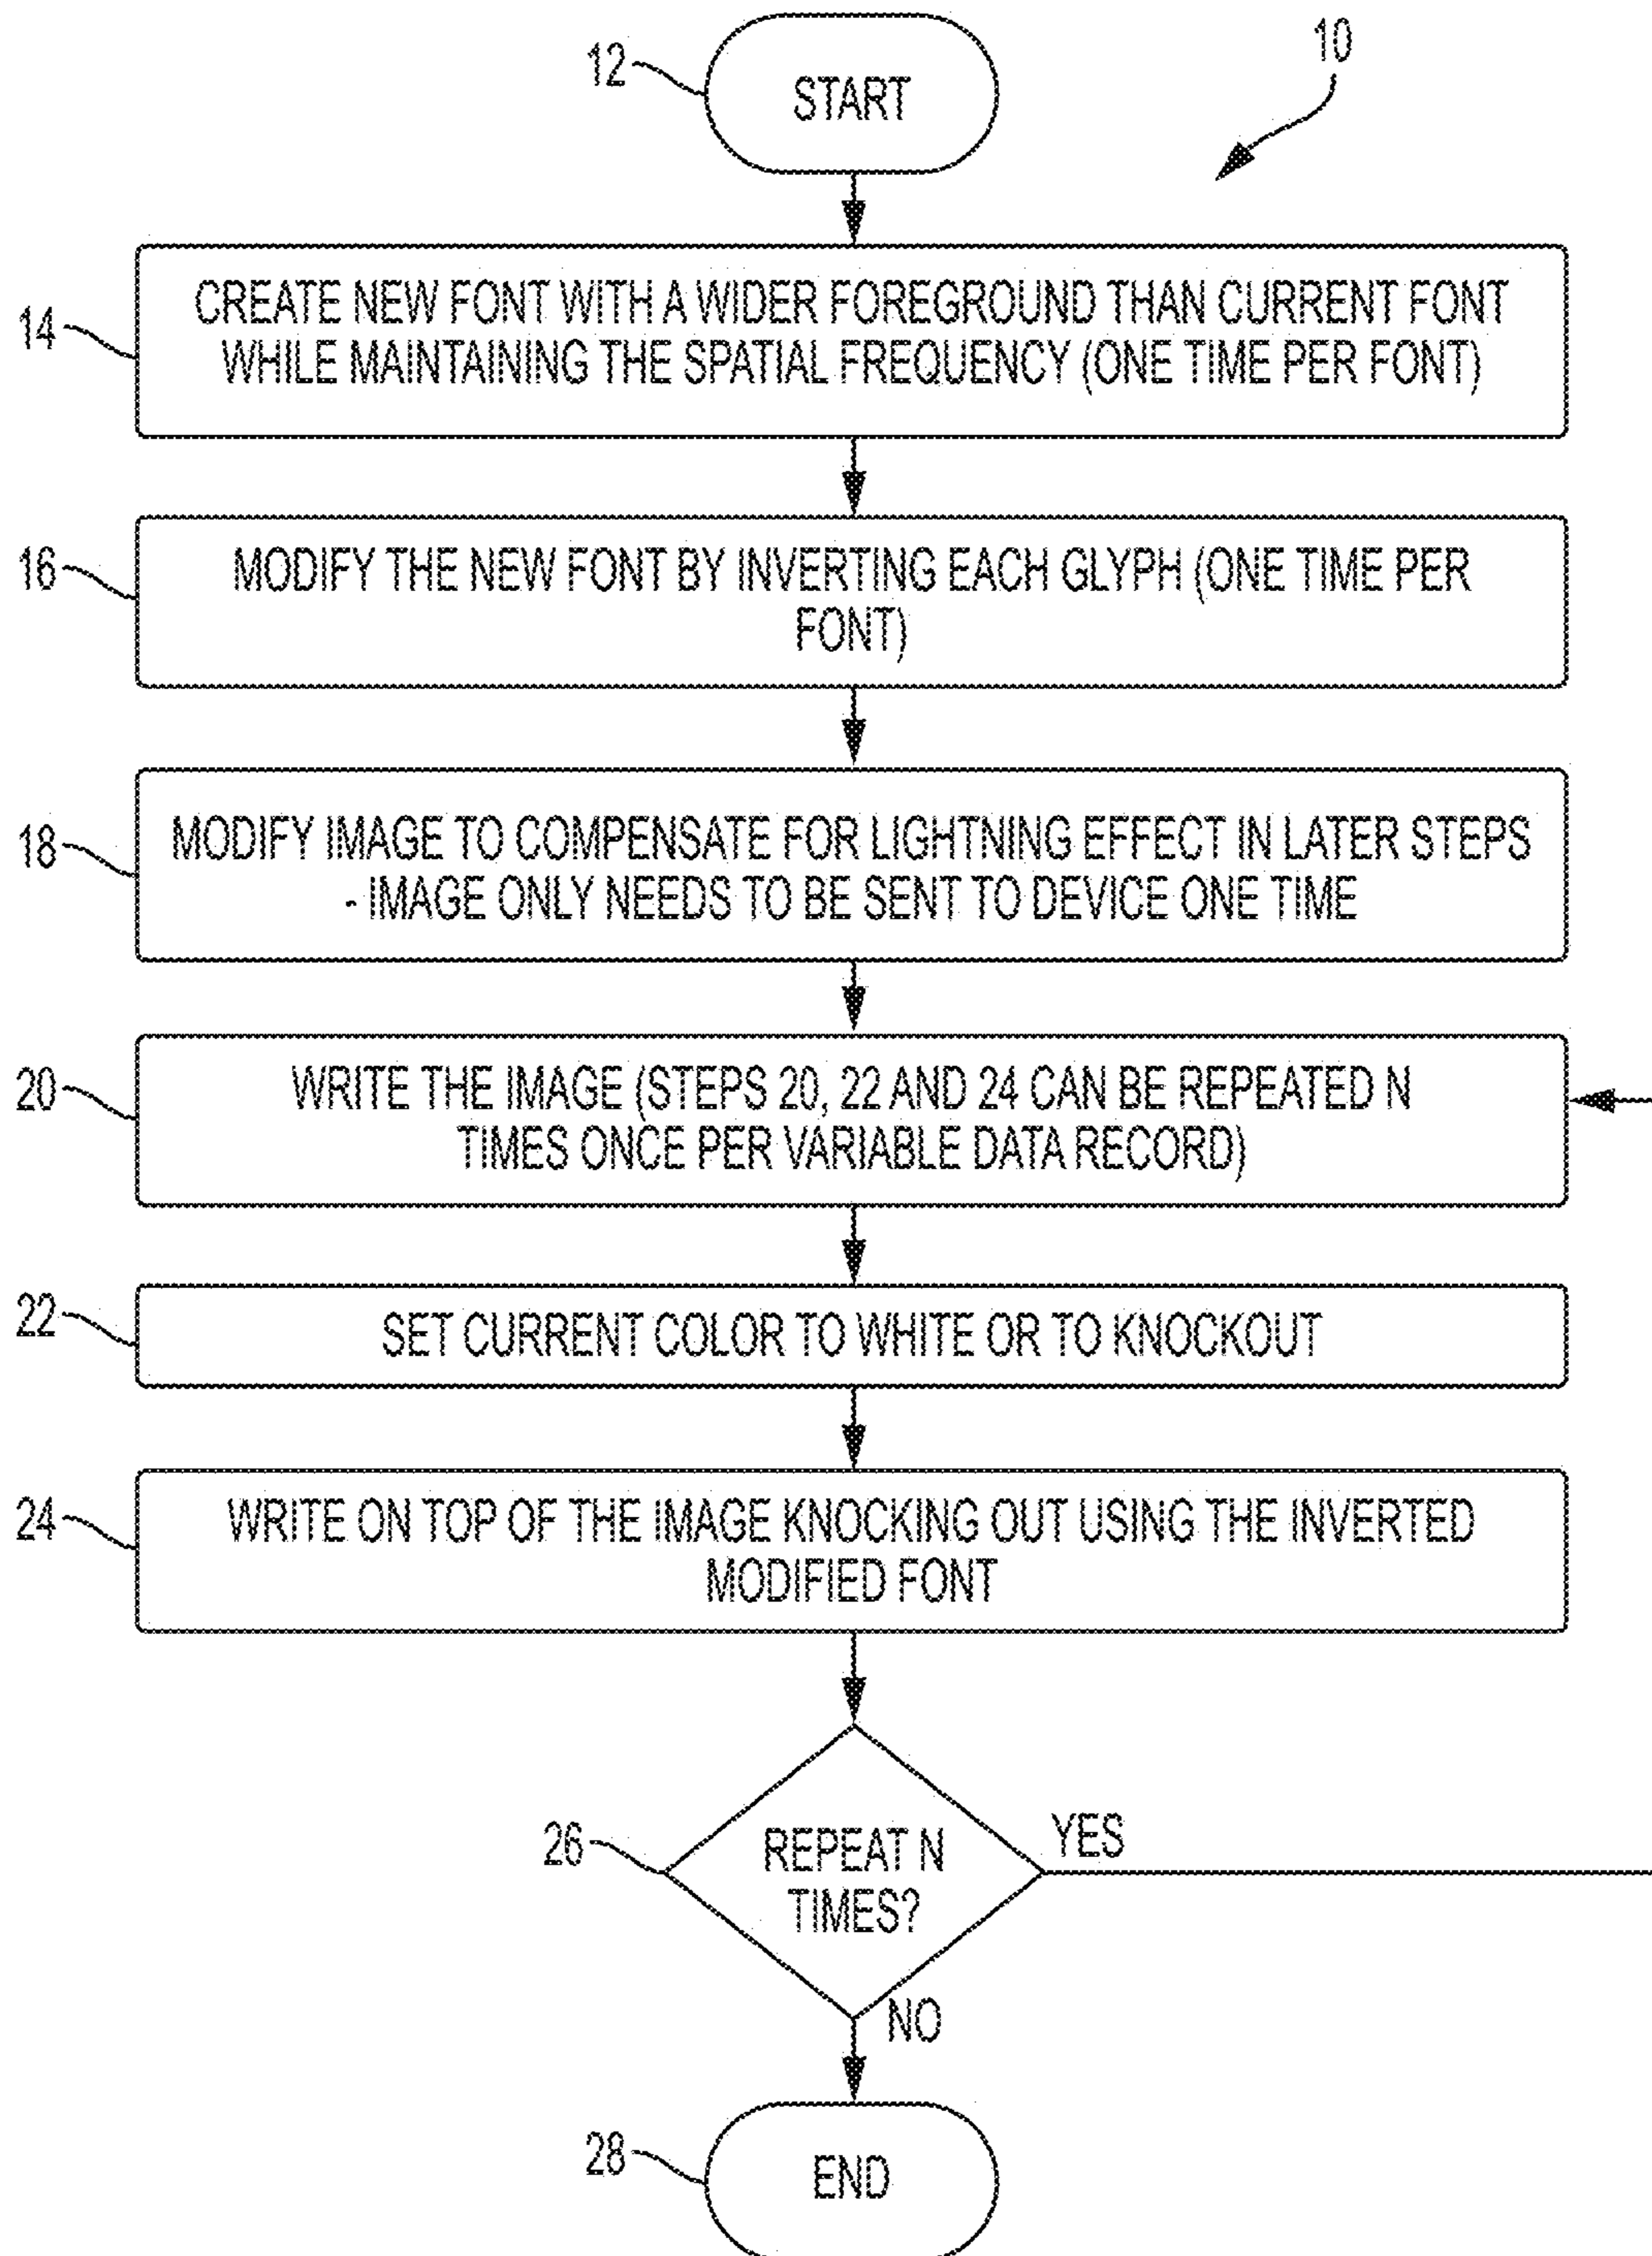 10
12
START
14
CREATE NEW FONT WITH A WIDER FOREGROUND THAN CURRENT FONT
WHILE MAINTAINING THE SPATIAL FREQUENCY (ONE TIME PER FONT)
16
MODIFY THE NEW FONT BY INVERTING EACH GLYPH (ONE TIME PER
FONT)
18
MODIFY IMAGE TO COMPENSATE FOR LIGHTNING EFFECT IN LATER STEPS
- IMAGE ONLY NEEDS TO BE SENT TO DEVICE ONE TIME
20
WRITE THE IMAGE (STEPS 20, 22 AND 24 CAN BE REPEATED N
TIMES ONCE PER VARIABLE DATA RECORD)
22
SET CURRENT COLOR TO WHITE OR TO KNOCKOUT
24
WRITE ON TOP OF THE IMAGE KNOCKING OUT USING THE INVERTED
MODIFIED FONT
26
REPEAT N
TIMES?
YES
NO
28
END